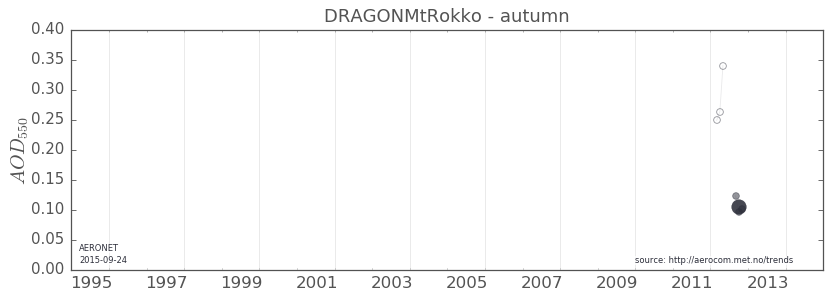 DRAGONMtRokko - autumn
0.40
0.35
0.30
0.25
0.20
0.15
0.10
0.05
0.00
AOD550
AERONET
2015-09-24
source: http://aerocom.met.no/trends
1995 1997 1999 2001 2003 2005 2007 2009 2011 2013